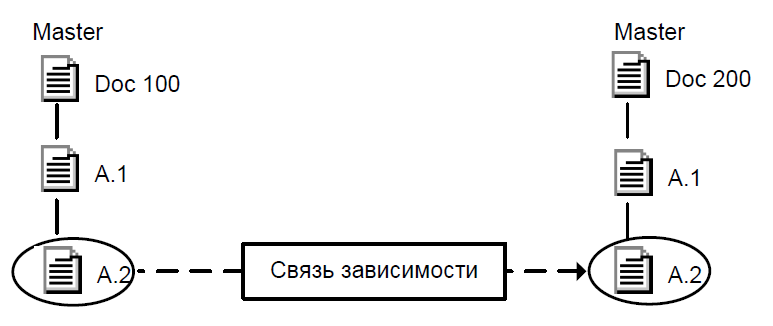 Master
Doc 100
A.1
A.2
Связь зависимости
Master
Doc 200
A.1
A.2